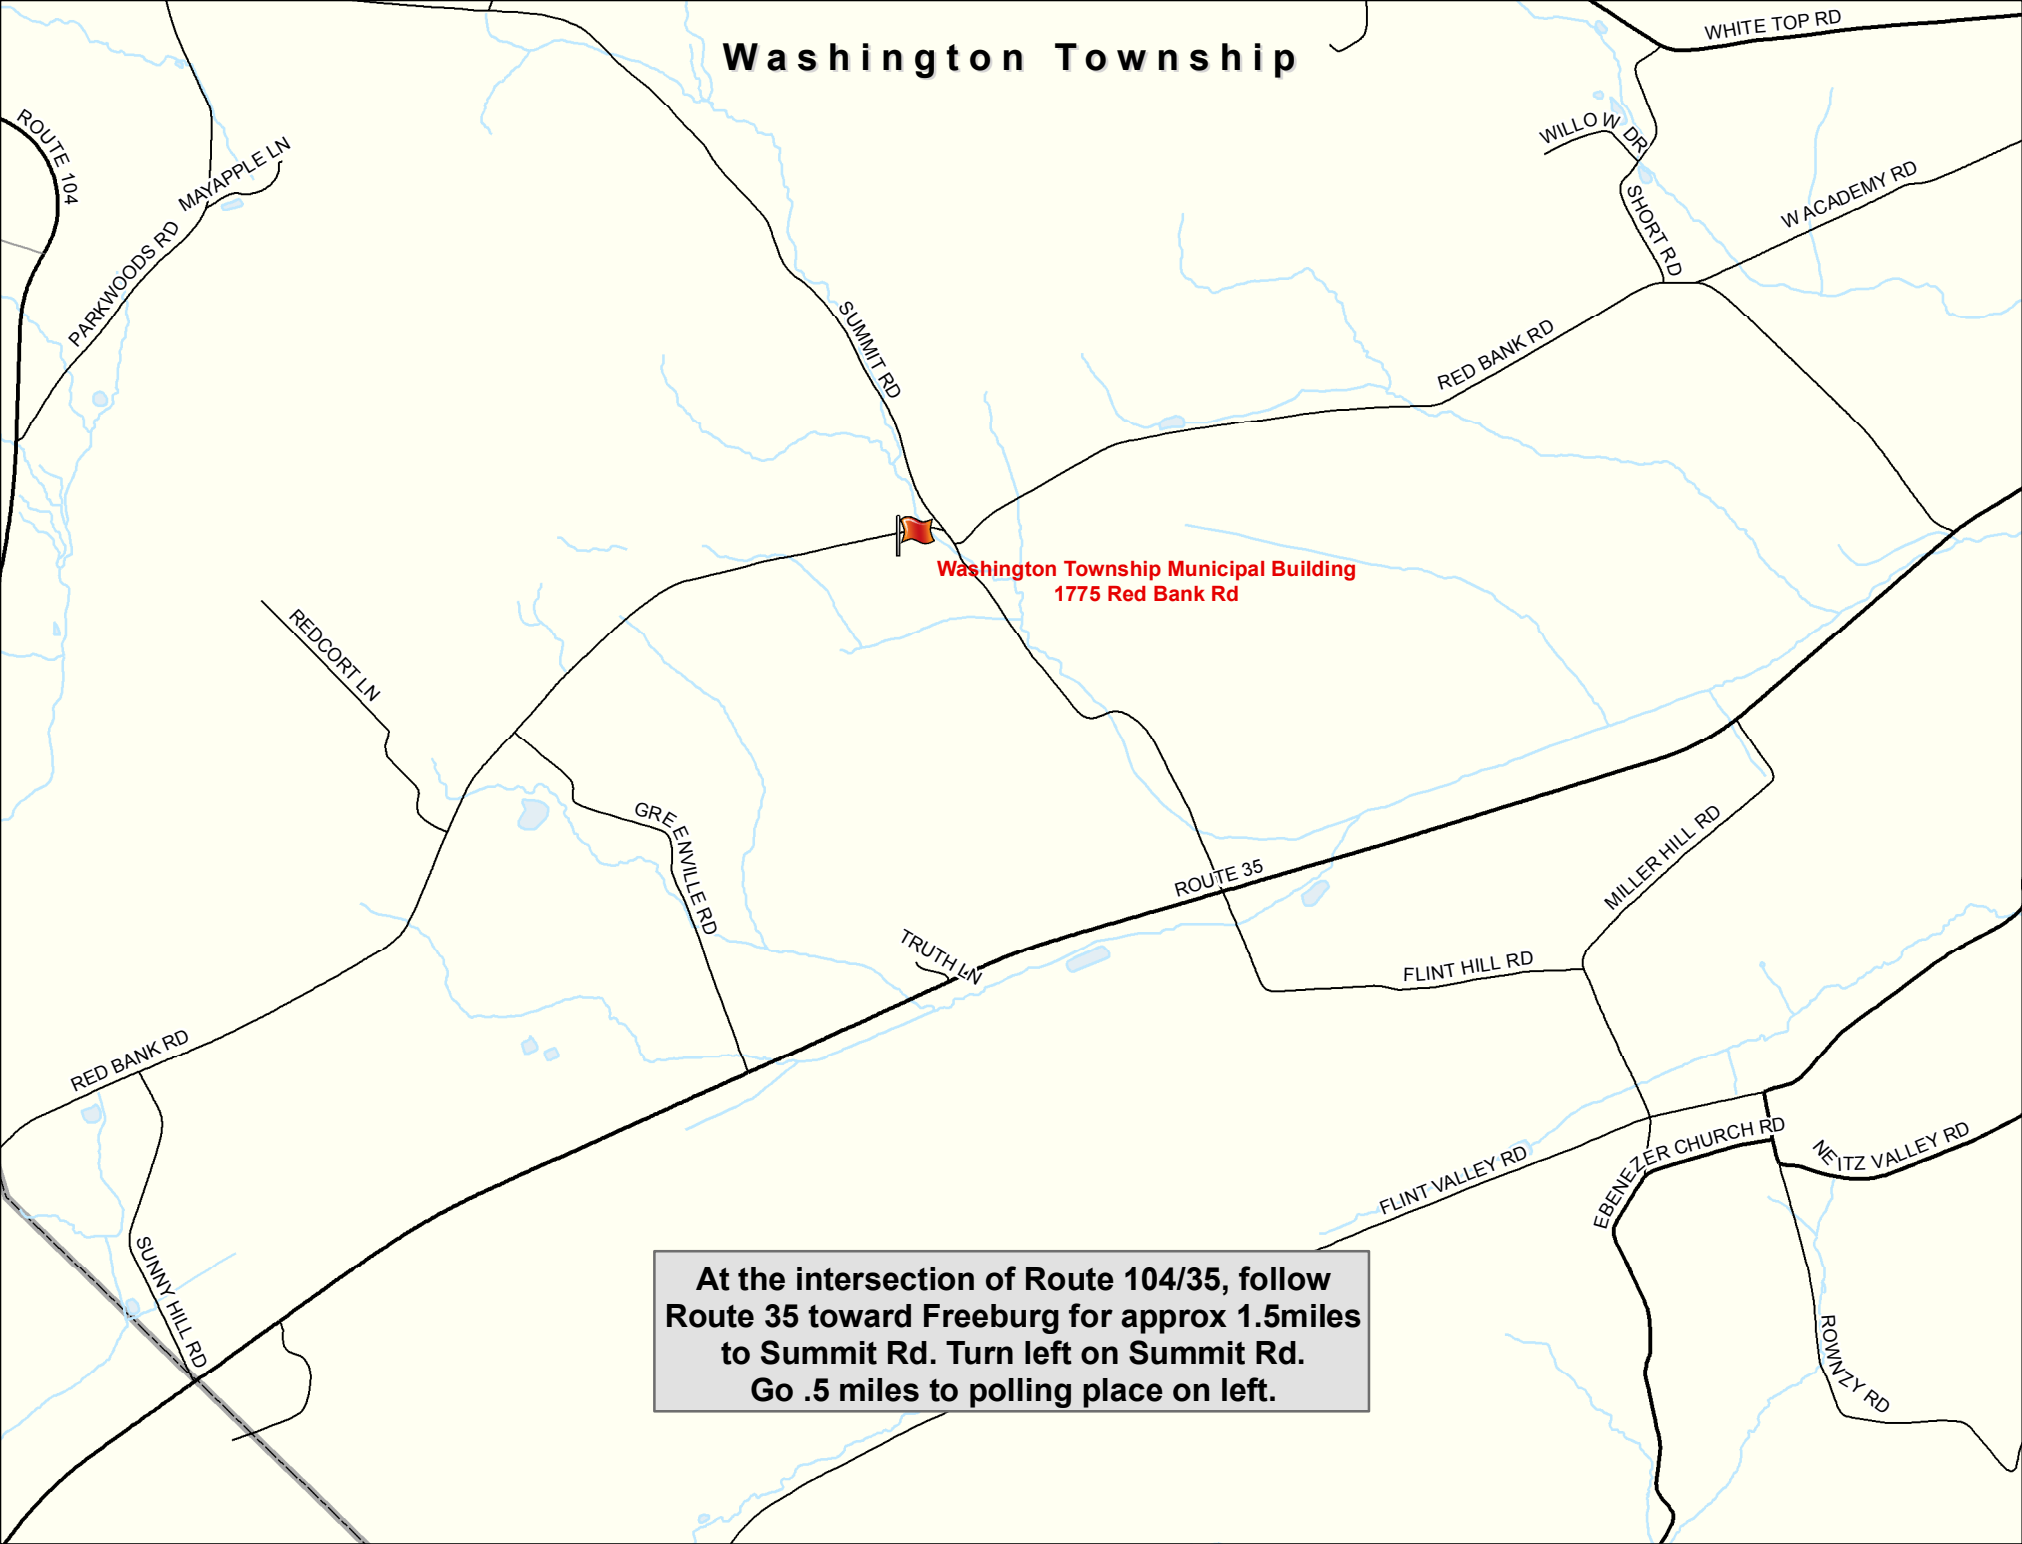 Washington Township
WHITE TOP RD
ROUTE 104
MAYAPPLE LN
WILLOW DR
W ACADEMY RD
PARKWOODS RD
SHORT RD
SUMMIT RD
RED BANK RD
Washington Township Municipal Building
1775 Red Bank Rd
REDCORT LN
GREENVILLE RD
MILLER HILL RD
ROUTE 35
TRUTH LN
FLINT HILL RD
RED BANK RD
EBENEZER CHURCH RD
NEITZ VALLEY RD
FLINT VALLEY RD
SUNNY HILL RD
ROWNZY RD
At the intersection of Route 104/35, follow
Route 35 toward Freeburg for approx 1.5miles
to Summit Rd. Turn left on Summit Rd.
Go .5 miles to polling place on left.